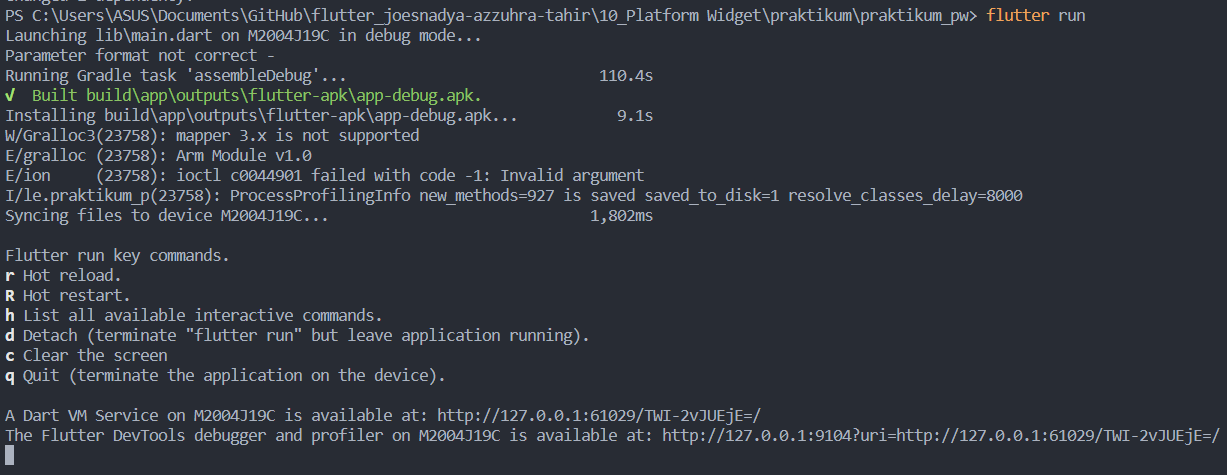 changed 1 dependency!
PS C:\Users\ASUS\Documents\GitHub\flutter_joesnadya-azzuhra-tahir\10_Platform Widget\praktikum\praktikum_pw> flutter run
Launching lib\main.dart on M2004J19C in debug mode...
Parameter format not correct -
Running Gradle task 'assembleDebug'... 110.4s
√ Built build\app\outputs\flutter-apk\app-debug.apk.
Installing build\app\outputs\flutter-apk\app-debug.apk... 9.1s
W/Gralloc3(23758): mapper 3.x is not supported
E/gralloc (23758): Arm Module v1.0
E/ion (23758): ioctl c0044901 failed with code -1: Invalid argument
I/le.praktikum_p(23758): ProcessProfilingInfo new_methods=927 is saved saved_to_disk=1 resolve_classes_delay=8000
Syncing files to device M2004J19C... 1,802ms
Flutter run key commands.
r Hot reload.
R Hot restart.
h List all available interactive commands.
d Detach (terminate "flutter run" but leave application running).
c Clear the screen
q Quit (terminate the application on the device).
A Dart VM Service on M2004J19C is available at: http://127.0.0.1:61029/TWI-2vJUEjE=/
The Flutter DevTools debugger and profiler on M2004J19C is available at: http://127.0.0.1:9104?uri=http://127.0.0.1:61029/TWI-2vJUEjE=/